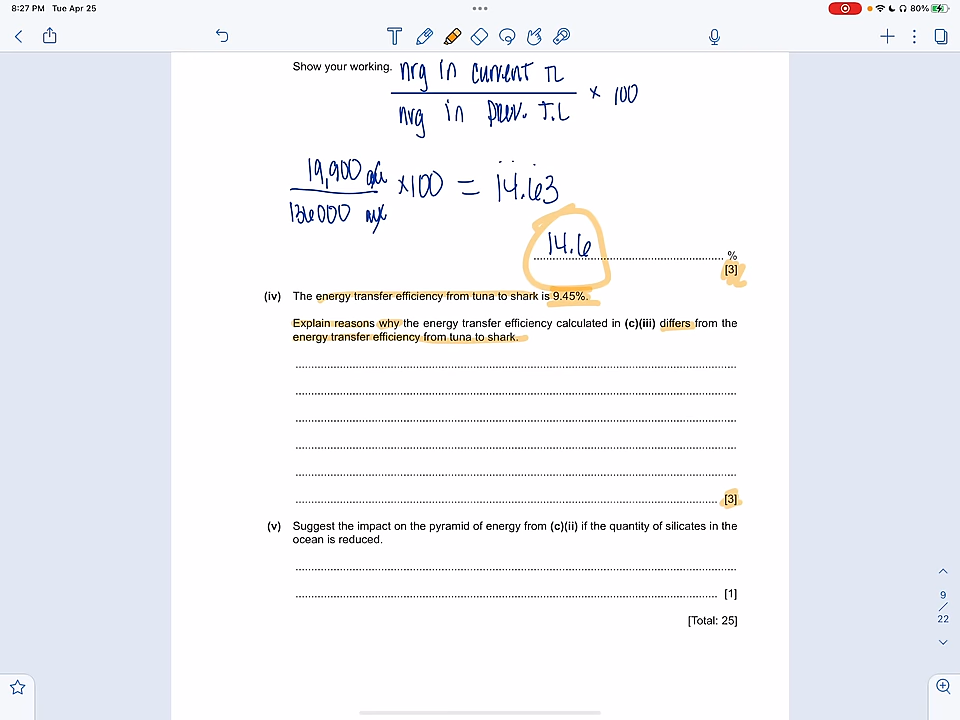 8:27 PM Tue Apr 25
80%
Show your working.
nrg in current TL
nrg in prev. T.L
× 100
19,900
136000
×100 = 14.63
14.6
%
[3]
(iv) The energy transfer efficiency from tuna to shark is 9.45%.
Explain reasons why the energy transfer efficiency calculated in (c)(iii) differs from the
energy transfer efficiency from tuna to shark.
[3]
(v) Suggest the impact on the pyramid of energy from (c)(ii) if the quantity of silicates in the
ocean is reduced.
[1]
[Total: 25]
9
/
22